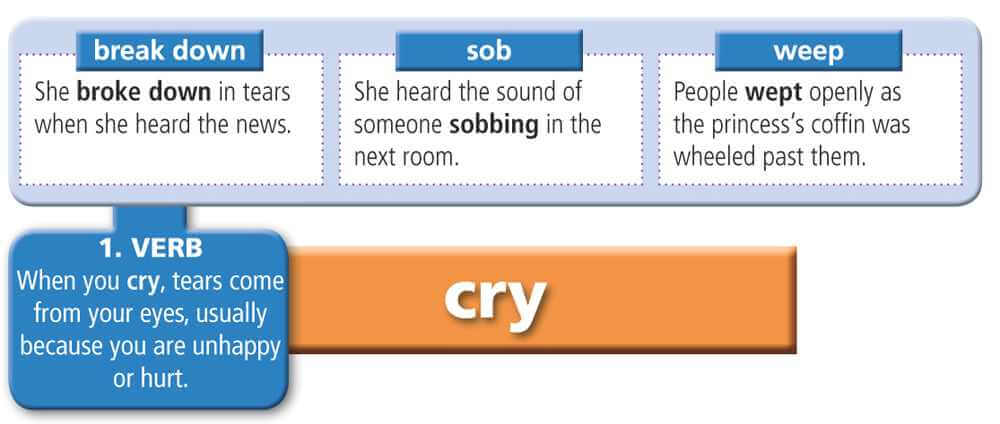 break down
She broke down in tears
when she heard the news.
sob
She heard the sound of
someone sobbing in the
next room.
weep
People wept openly as
the princess's coffin was
wheeled past them.
1. VERB
When you cry, tears come
from your eyes, usually
because you are unhappy
or hurt.
cry